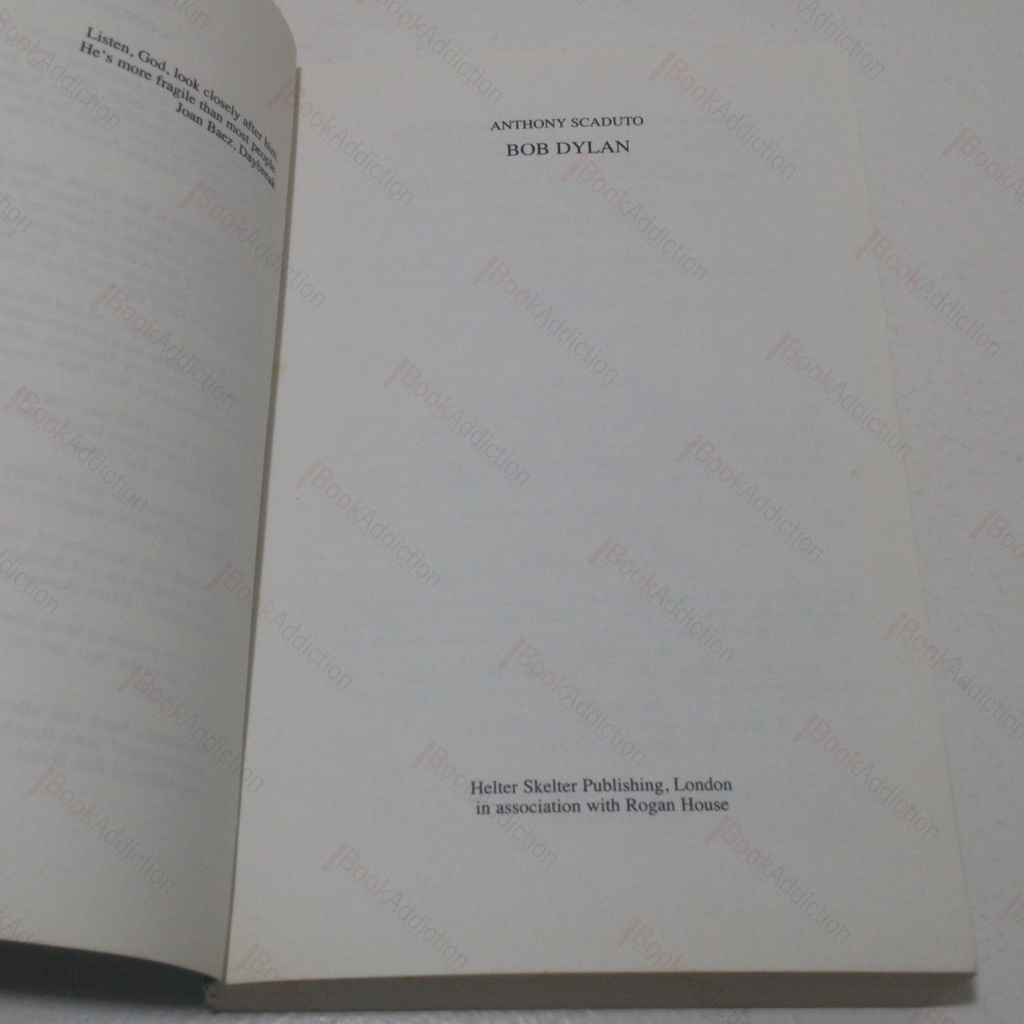 Listen, God, look closely after him.
He's more fragile than most people.
Joan Baez, Daybreak
ANTHONY SCADUTO
BOB DYLAN
Helter Skelter Publishing, London
in association with Rogan House
BookAddiction